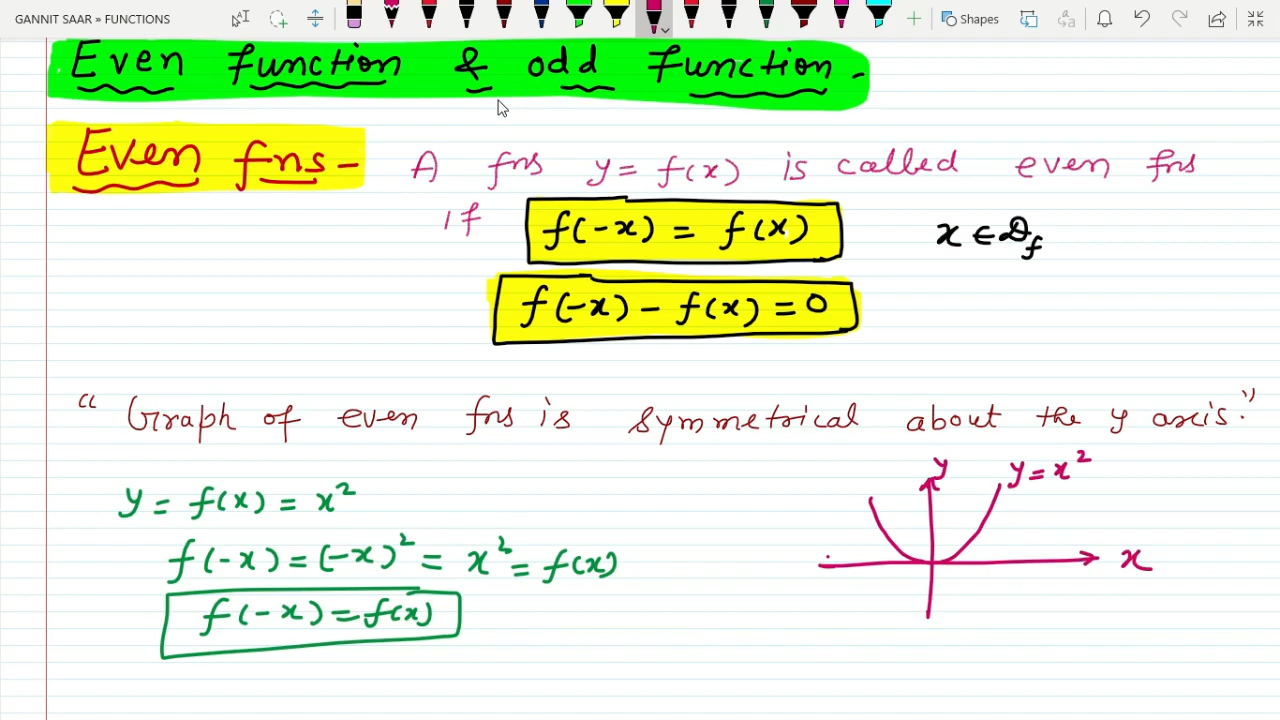 GANNIT SAAR » FUNCTIONS
Shapes
Even function & odd function.
Even fns- A fns y = f(x) is called even fns
if f(-x) = f(x) x ∈ D_f
f(-x) - f(x) = 0
“Graph of even fns is symmetrical about the y axis.”
y = f(x) = x²
f(-x) = (-x)² = x² = f(x)
f(-x) = f(x)
y
y = x²
x